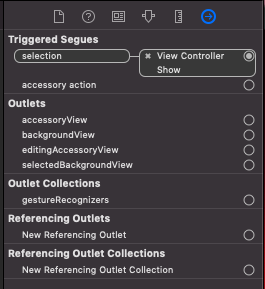 Triggered Segues
selection
View Controller
Show
accessory action
Outlets
accessoryView
backgroundView
editingAccessoryView
selectedBackgroundView
Outlet Collections
gestureRecognizers
Referencing Outlets
New Referencing Outlet
Referencing Outlet Collections
New Referencing Outlet Collection